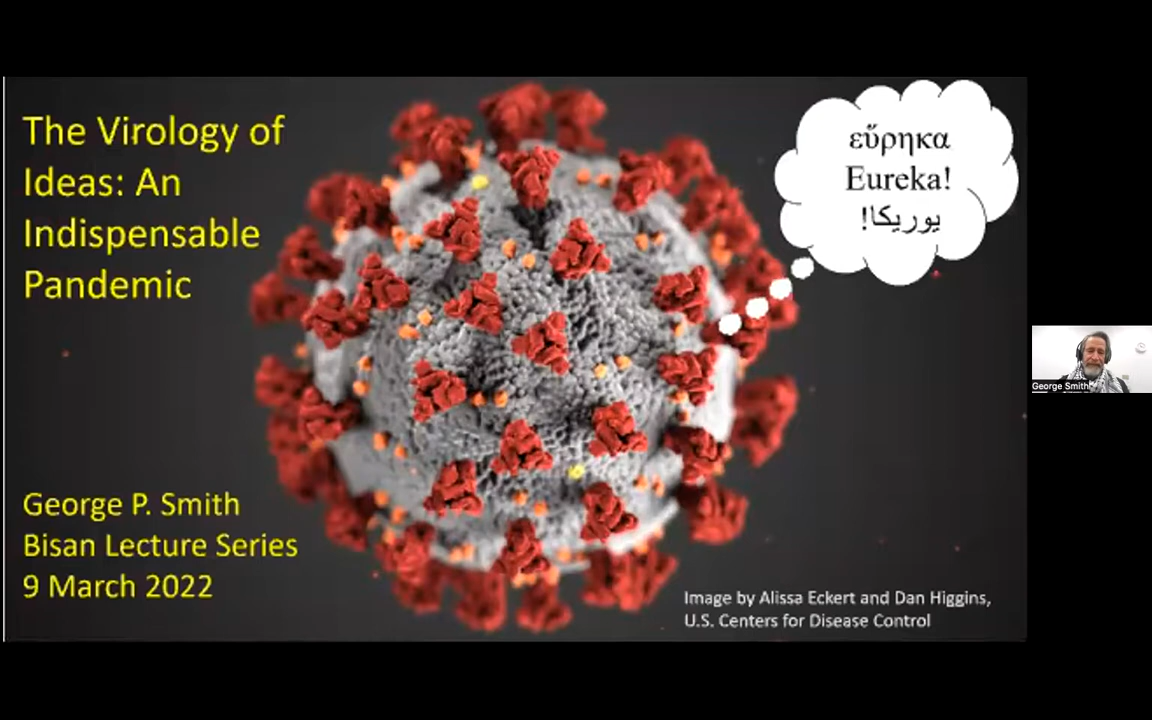 The Virology of
Ideas: An
Indispensable
Pandemic
εὕρηκα
Eureka!
يوريكا!
George P. Smith
Bisan Lecture Series
9 March 2022
Image by Alissa Eckert and Dan Higgins,
U.S. Centers for Disease Control
George Smith